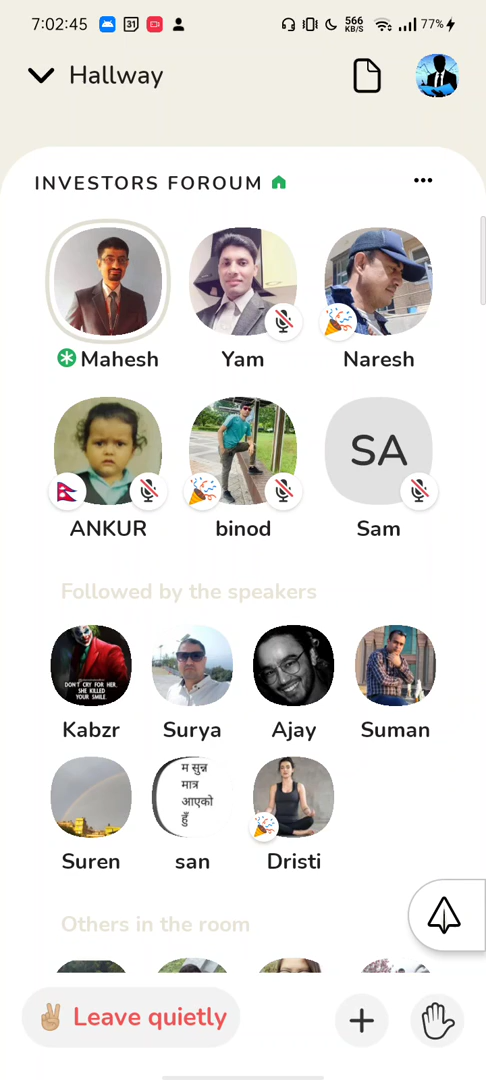 7:02:45 31 566 KB/S 77%
Hallway
INVESTORS FOROUM
Mahesh Yam Naresh
SA
ANKUR binod Sam
Followed by the speakers
DON'T CRY FOR HER.
SHE KILLED
YOUR SMILE.
Kabzr Surya Ajay Suman
म सुन्न
मात्र
आएको
हुँ
Suren san Dristi
Others in the room
Leave quietly